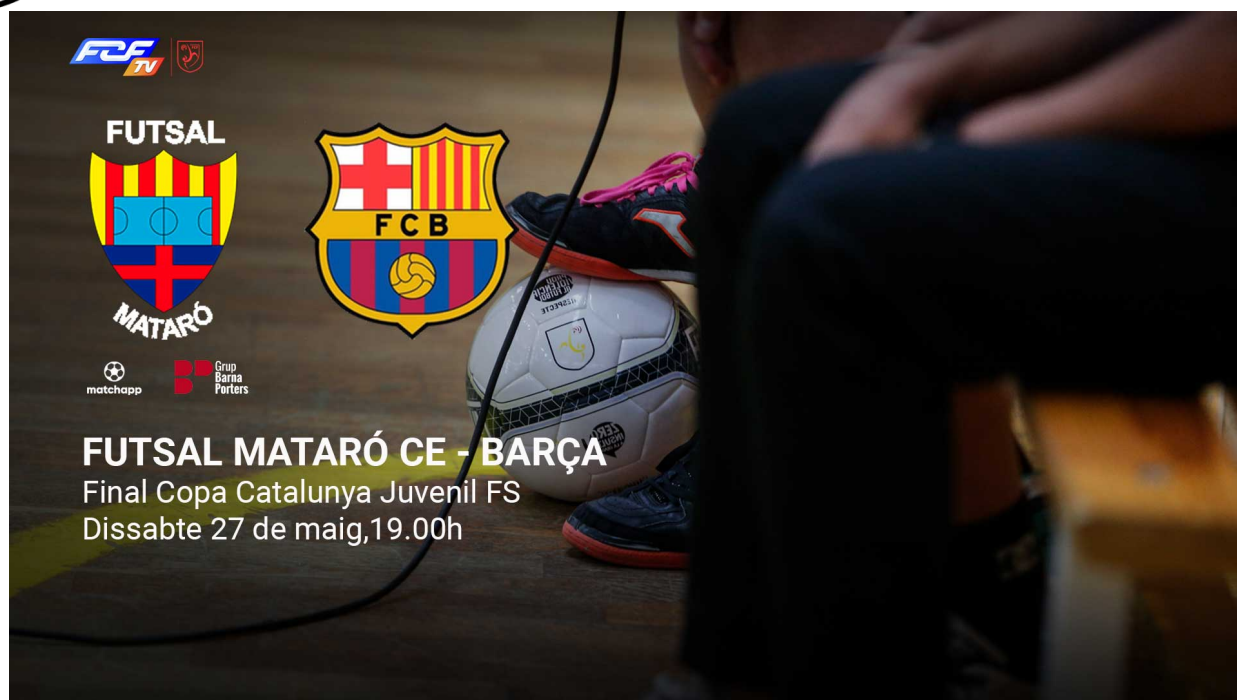 FCF
TV
FUTSAL
MATARÓ
FCB
matchapp
Grup
Barna
Porters
RESPECTE
FUTSAL MATARÓ CE - BARÇA
Final Copa Catalunya Juvenil FS
Dissabte 27 de maig,19.00h